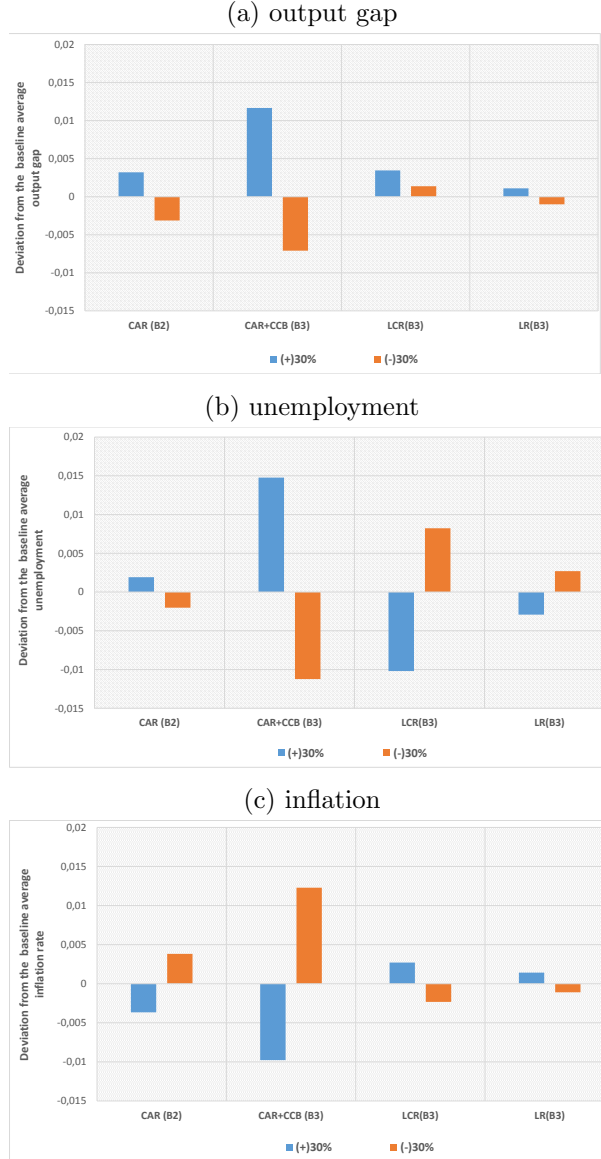 (a) output gap
Deviation from the baseline average
output gap
0,02
0,015
0,01
0,005
0
-0,005
-0,01
-0,015
CAR (B2) CAR+CCB (B3) LCR(B3) LR(B3)
(+)30% (-)30%
(b) unemployment
Deviation from the baseline average
unemployment
0,02
0,015
0,01
0,005
0
-0,005
-0,01
-0,015
CAR (B2) CAR+CCB (B3) LCR(B3) LR(B3)
(+)30% (-)30%
(c) inflation
Deviation from the baseline average
inflation rate
0,02
0,015
0,01
0,005
0
-0,005
-0,01
-0,015
CAR (B2) CAR+CCB (B3) LCR(B3) LR(B3)
(+)30% (-)30%